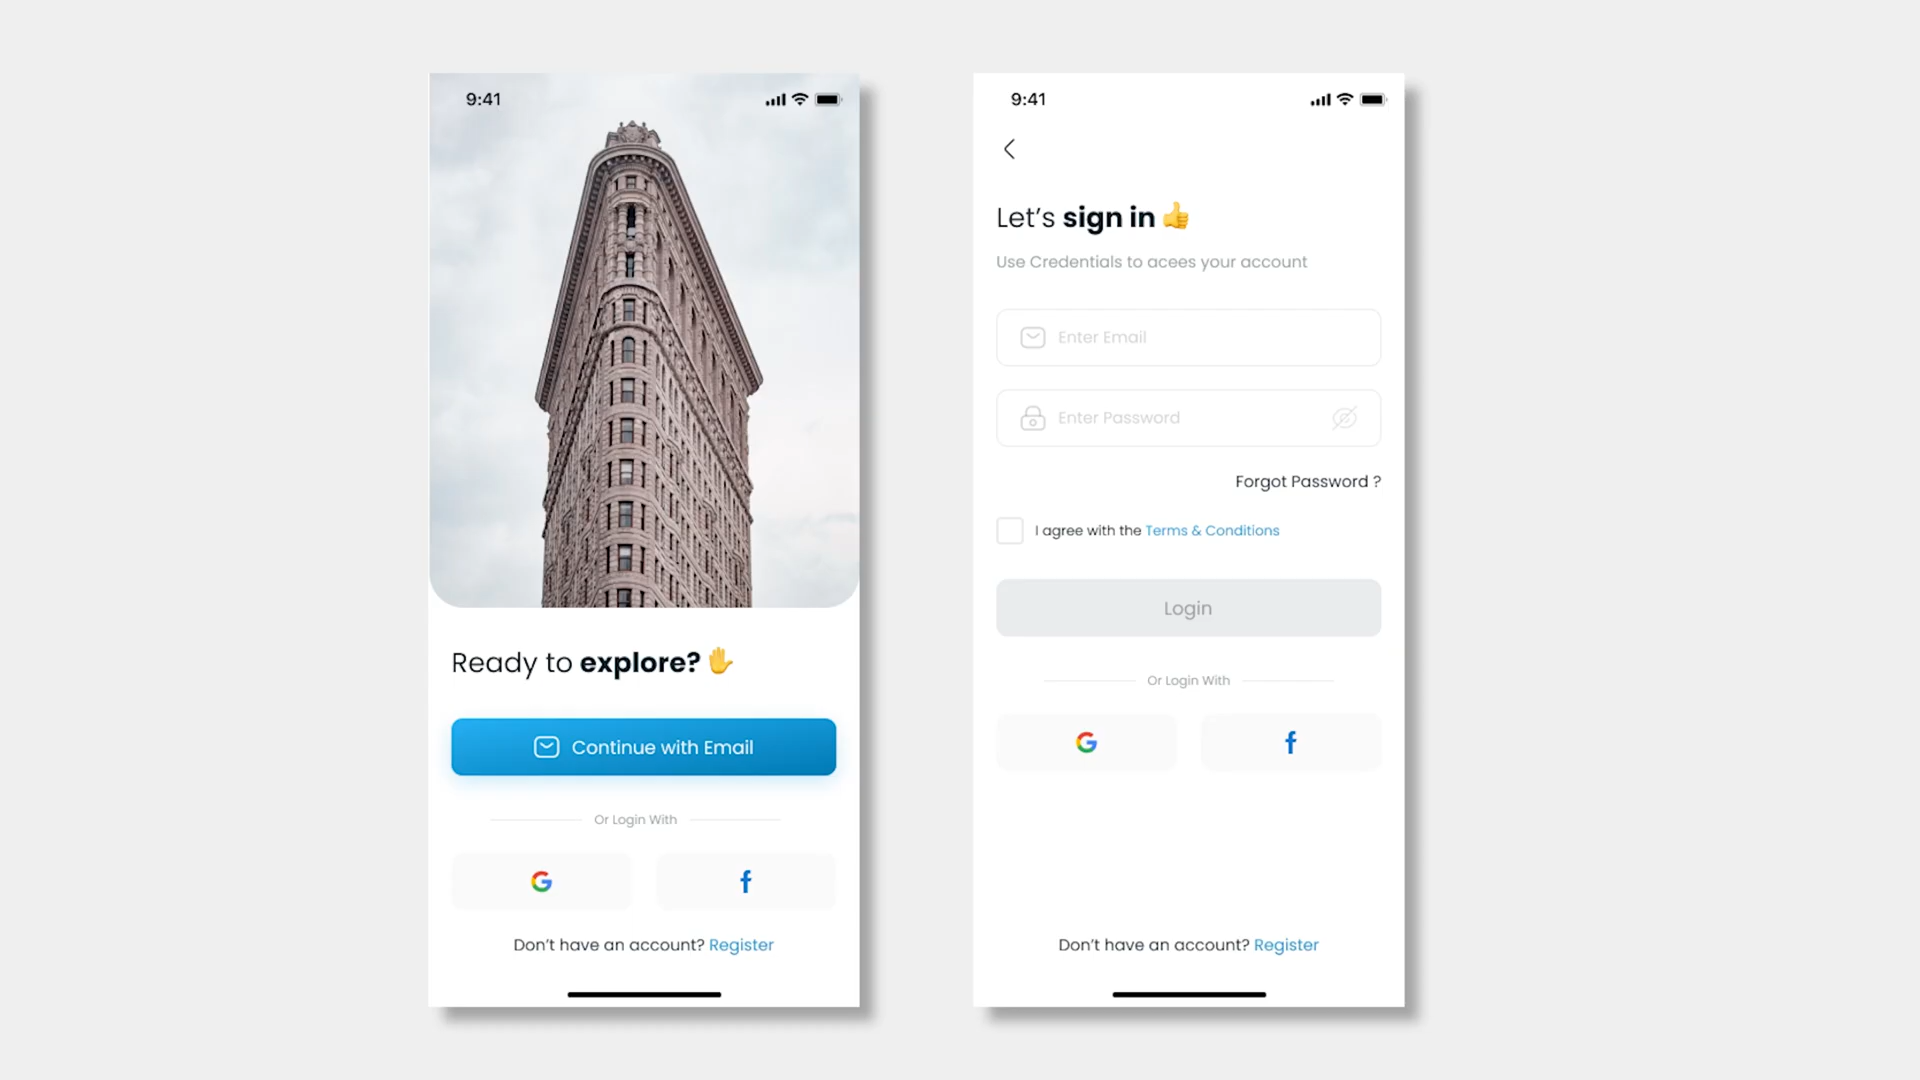 9:41
Ready to explore?
Continue with Email
Or Login With
Don't have an account? Register
9:41
Let's sign in
Use Credentials to acees your account
Enter Email
Enter Password
Forgot Password ?
I agree with the Terms & Conditions
Login
Or Login With
Don't have an account? Register